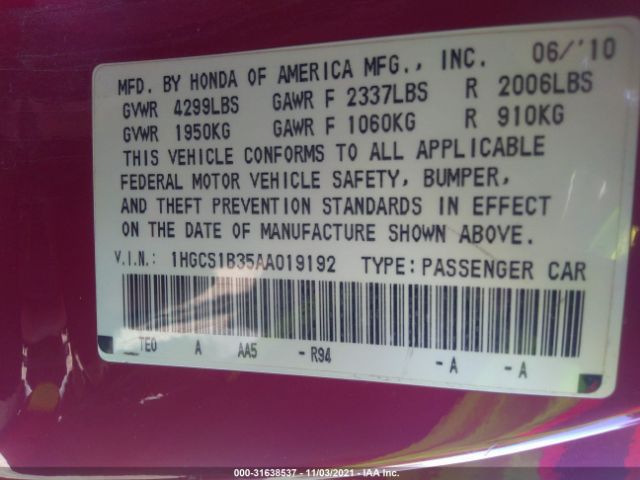 MFD. BY HONDA OF AMERICA MFG., INC. 06/'10
GVWR 4299LBS GAWR F 2337LBS R 2006LBS
GVWR 1950KG GAWR F 1060KG R 910KG
THIS VEHICLE CONFORMS TO ALL APPLICABLE
FEDERAL MOTOR VEHICLE SAFETY, BUMPER,
AND THEFT PREVENTION STANDARDS IN EFFECT
ON THE DATE OF MANUFACTURE SHOWN ABOVE.
V.I.N.: 1HGCS1B35AA019192 TYPE: PASSENGER CAR
TE0 A AA5 - R94 - A - A
000-31638537 - 11/03/2021 - IAA Inc.